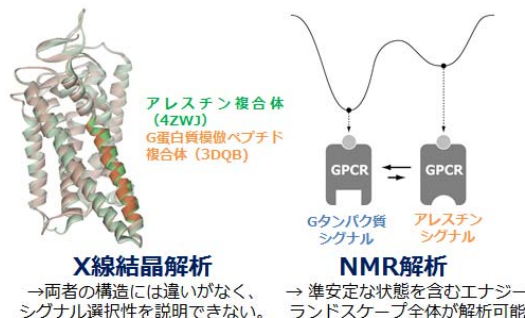 アレスチン複合体
（4ZWJ）
G蛋白質模倣ペプチド
複合体（3DQB）
X線結晶解析
→両者の構造には違いがなく、
シグナル選択性を説明できない。
GPCR
GPCR
Gタンパク質
シグナル
アレスチン
シグナル
NMR解析
→ 準安定な状態を含むエナジー
ランドスケープ全体が解析可能